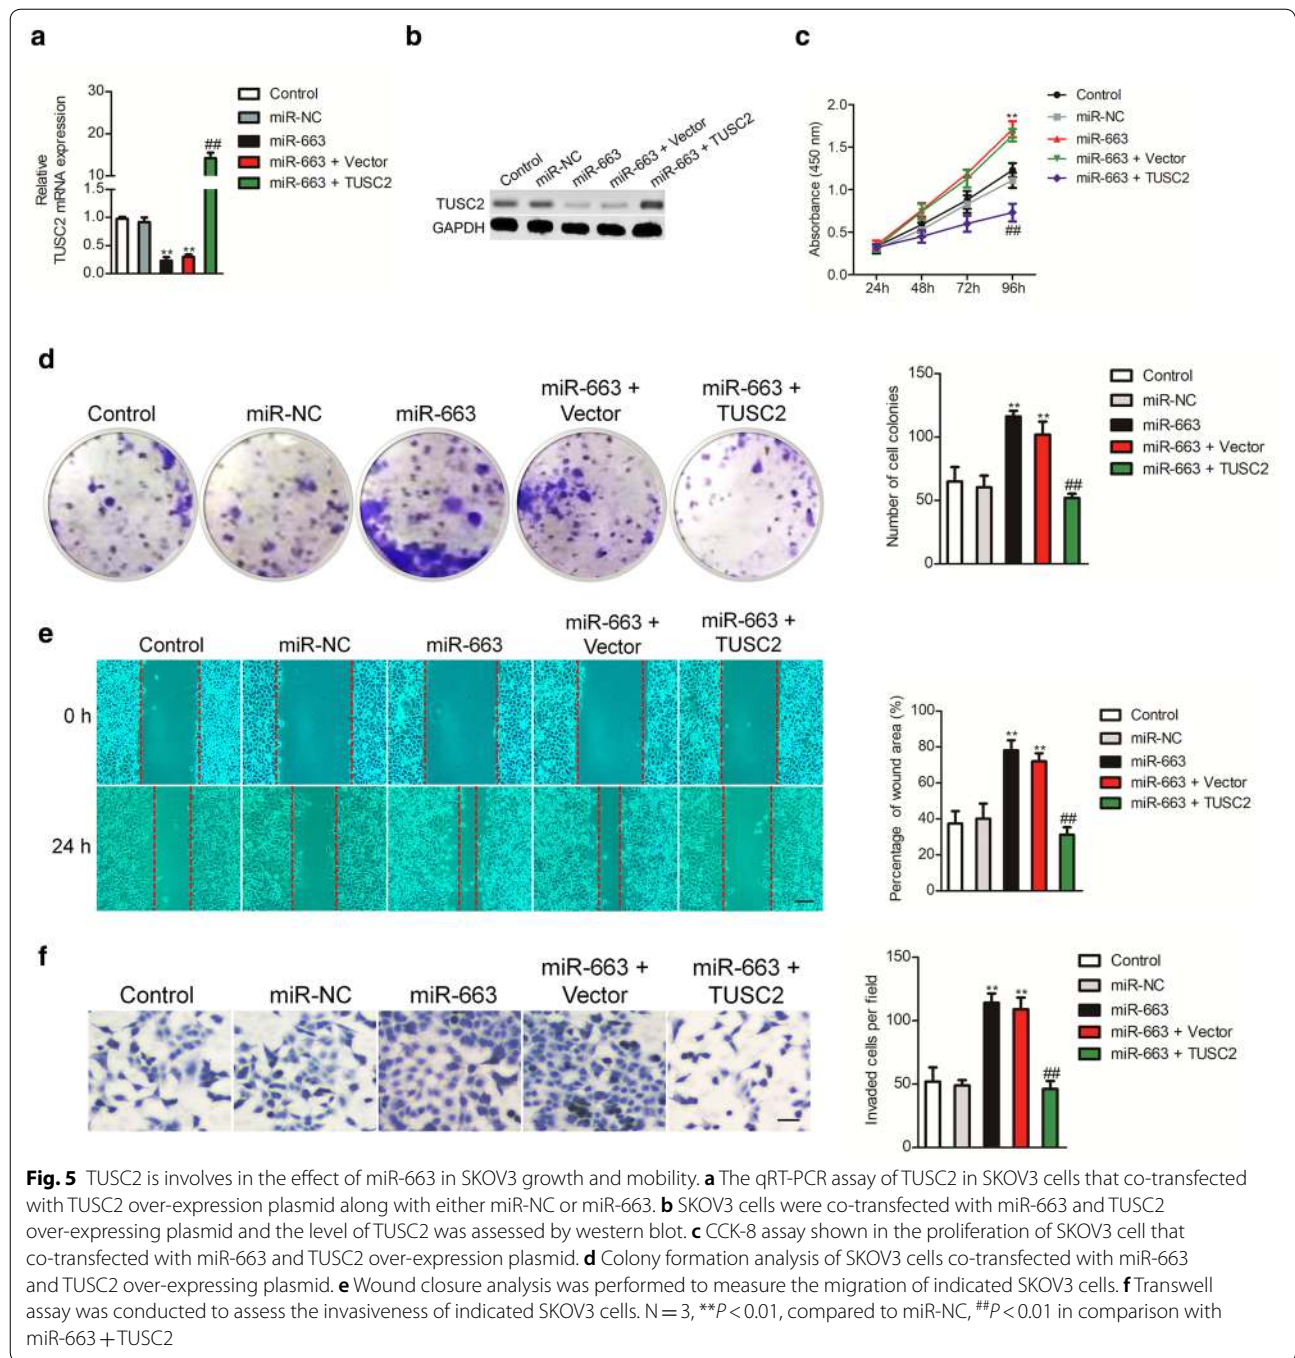 a
Relative
TUSC2 mRNA expression
30
20
10
1.5
1.0
0.5
0.0
**
**
##
Control
miR-NC
miR-663
miR-663 + Vector
miR-663 + TUSC2
b
Control
miR-NC
miR-663
miR-663 + Vector
miR-663 + TUSC2
TUSC2
GAPDH
c
Absorbance (450 nm)
2.0
1.5
1.0
0.5
0.0
24h
48h
72h
96h
**
##
Control
miR-NC
miR-663
miR-663 + Vector
miR-663 + TUSC2
d
Control
miR-NC
miR-663
miR-663 +
Vector
miR-663 +
TUSC2
Number of cell colonies
150
100
50
0
**
**
##
Control
miR-NC
miR-663
miR-663 + Vector
miR-663 + TUSC2
e
Control
miR-NC
miR-663
miR-663 +
Vector
miR-663 +
TUSC2
0 h
24 h
Percentage of wound area (%)
100
80
60
40
20
0
**
**
##
Control
miR-NC
miR-663
miR-663 + Vector
miR-663 + TUSC2
f
Control
miR-NC
miR-663
miR-663 +
Vector
miR-663 +
TUSC2
Invaded cells per field
150
100
50
0
**
**
##
Control
miR-NC
miR-663
miR-663 + Vector
miR-663 + TUSC2
Fig. 5 TUSC2 is involves in the effect of miR-663 in SKOV3 growth and mobility. a The qRT-PCR assay of TUSC2 in SKOV3 cells that co-transfected
with TUSC2 over-expression plasmid along with either miR-NC or miR-663. b SKOV3 cells were co-transfected with miR-663 and TUSC2
over-expressing plasmid and the level of TUSC2 was assessed by western blot. c CCK-8 assay shown in the proliferation of SKOV3 cell that
co-transfected with miR-663 and TUSC2 over-expression plasmid. d Colony formation analysis of SKOV3 cells co-transfected with miR-663
and TUSC2 over-expressing plasmid. e Wound closure analysis was performed to measure the migration of indicated SKOV3 cells. f Transwell
assay was conducted to assess the invasiveness of indicated SKOV3 cells. N = 3, **P < 0.01, compared to miR-NC, ##P < 0.01 in comparison with
miR-663 + TUSC2